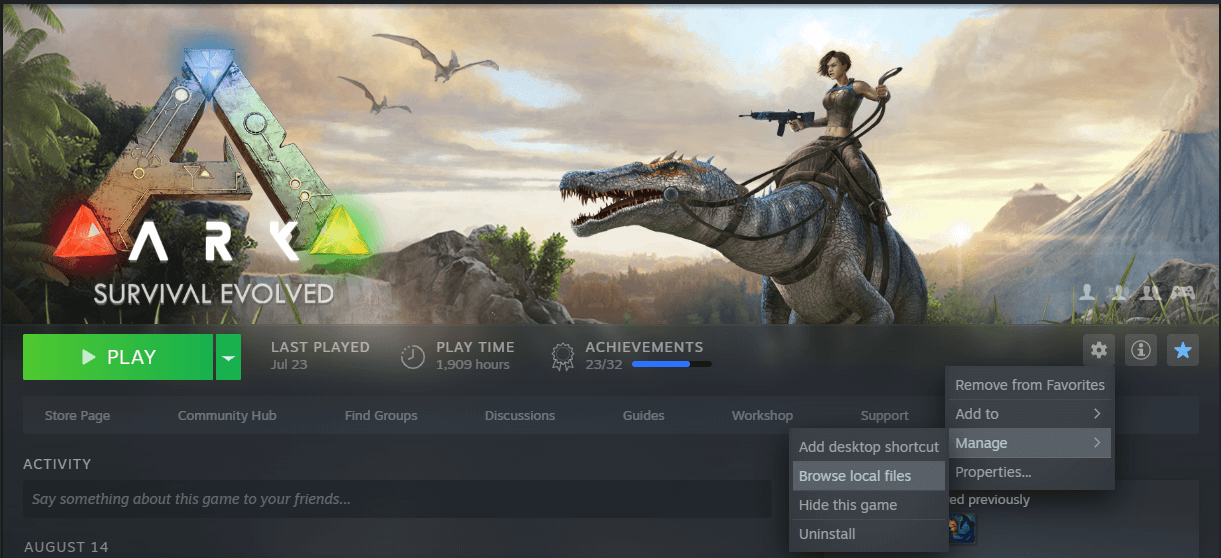 ARK
SURVIVAL EVOLVED
PLAY
LAST PLAYED
Jul 23
PLAY TIME
1,909 hours
ACHIEVEMENTS
23/32
Remove from Favorites
Add to
Manage
Properties...
Store Page
Community Hub
Find Groups
Discussions
Guides
Workshop
Support
Add desktop shortcut
Browse local files
Hide this game
Uninstall
ACTIVITY
Say something about this game to your friends...
ed previously
AUGUST 14